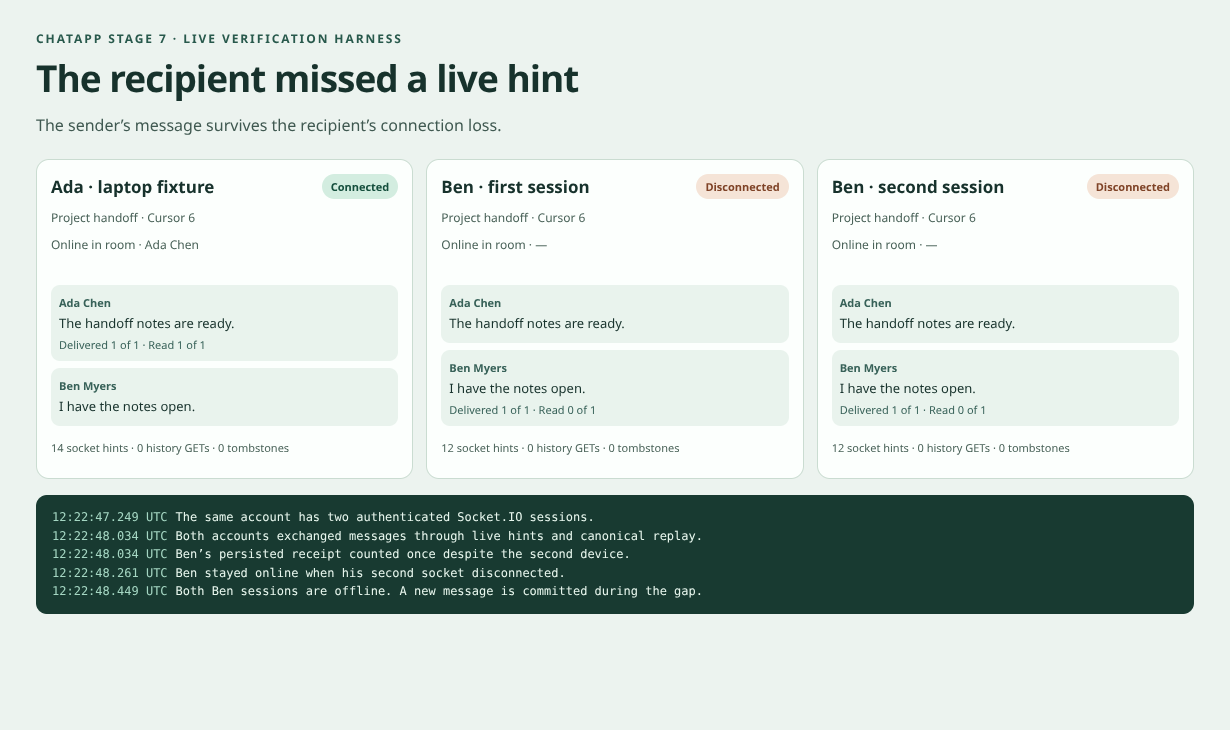 CHATAPP STAGE 7 · LIVE VERIFICATION HARNESS
The recipient missed a live hint
The sender’s message survives the recipient’s connection loss.
Ada · laptop fixture
Connected
Project handoff · Cursor 6
Online in room · Ada Chen
Ada Chen
The handoff notes are ready.
Delivered 1 of 1 · Read 1 of 1
Ben Myers
I have the notes open.
14 socket hints · 0 history GETs · 0 tombstones
Ben · first session
Disconnected
Project handoff · Cursor 6
Online in room · —
Ada Chen
The handoff notes are ready.
Ben Myers
I have the notes open.
Delivered 1 of 1 · Read 0 of 1
12 socket hints · 0 history GETs · 0 tombstones
Ben · second session
Disconnected
Project handoff · Cursor 6
Online in room · —
Ada Chen
The handoff notes are ready.
Ben Myers
I have the notes open.
Delivered 1 of 1 · Read 0 of 1
12 socket hints · 0 history GETs · 0 tombstones
12:22:47.249 UTC The same account has two authenticated Socket.IO sessions.
12:22:48.034 UTC Both accounts exchanged messages through live hints and canonical replay.
12:22:48.034 UTC Ben’s persisted receipt counted once despite the second device.
12:22:48.261 UTC Ben stayed online when his second socket disconnected.
12:22:48.449 UTC Both Ben sessions are offline. A new message is committed during the gap.